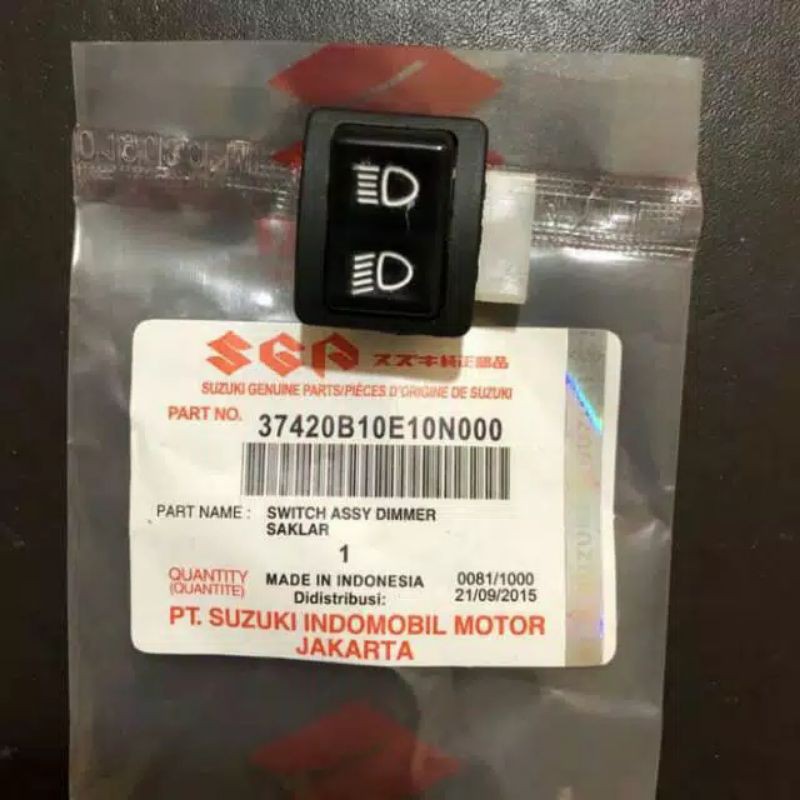 SGP スズキ純正部品
SUZUKI GENUINE PARTS/PIÈCES D'ORIGINE DE SUZUKI
PART NO. 37420B10E10N000
PART NAME : SWITCH ASSY DIMMER
SAKLAR
1
QUANTITY MADE IN INDONESIA 0081/1000
(QUANTITE) Didistribusi: 21/09/2015
PT. SUZUKI INDOMOBIL MOTOR
JAKARTA